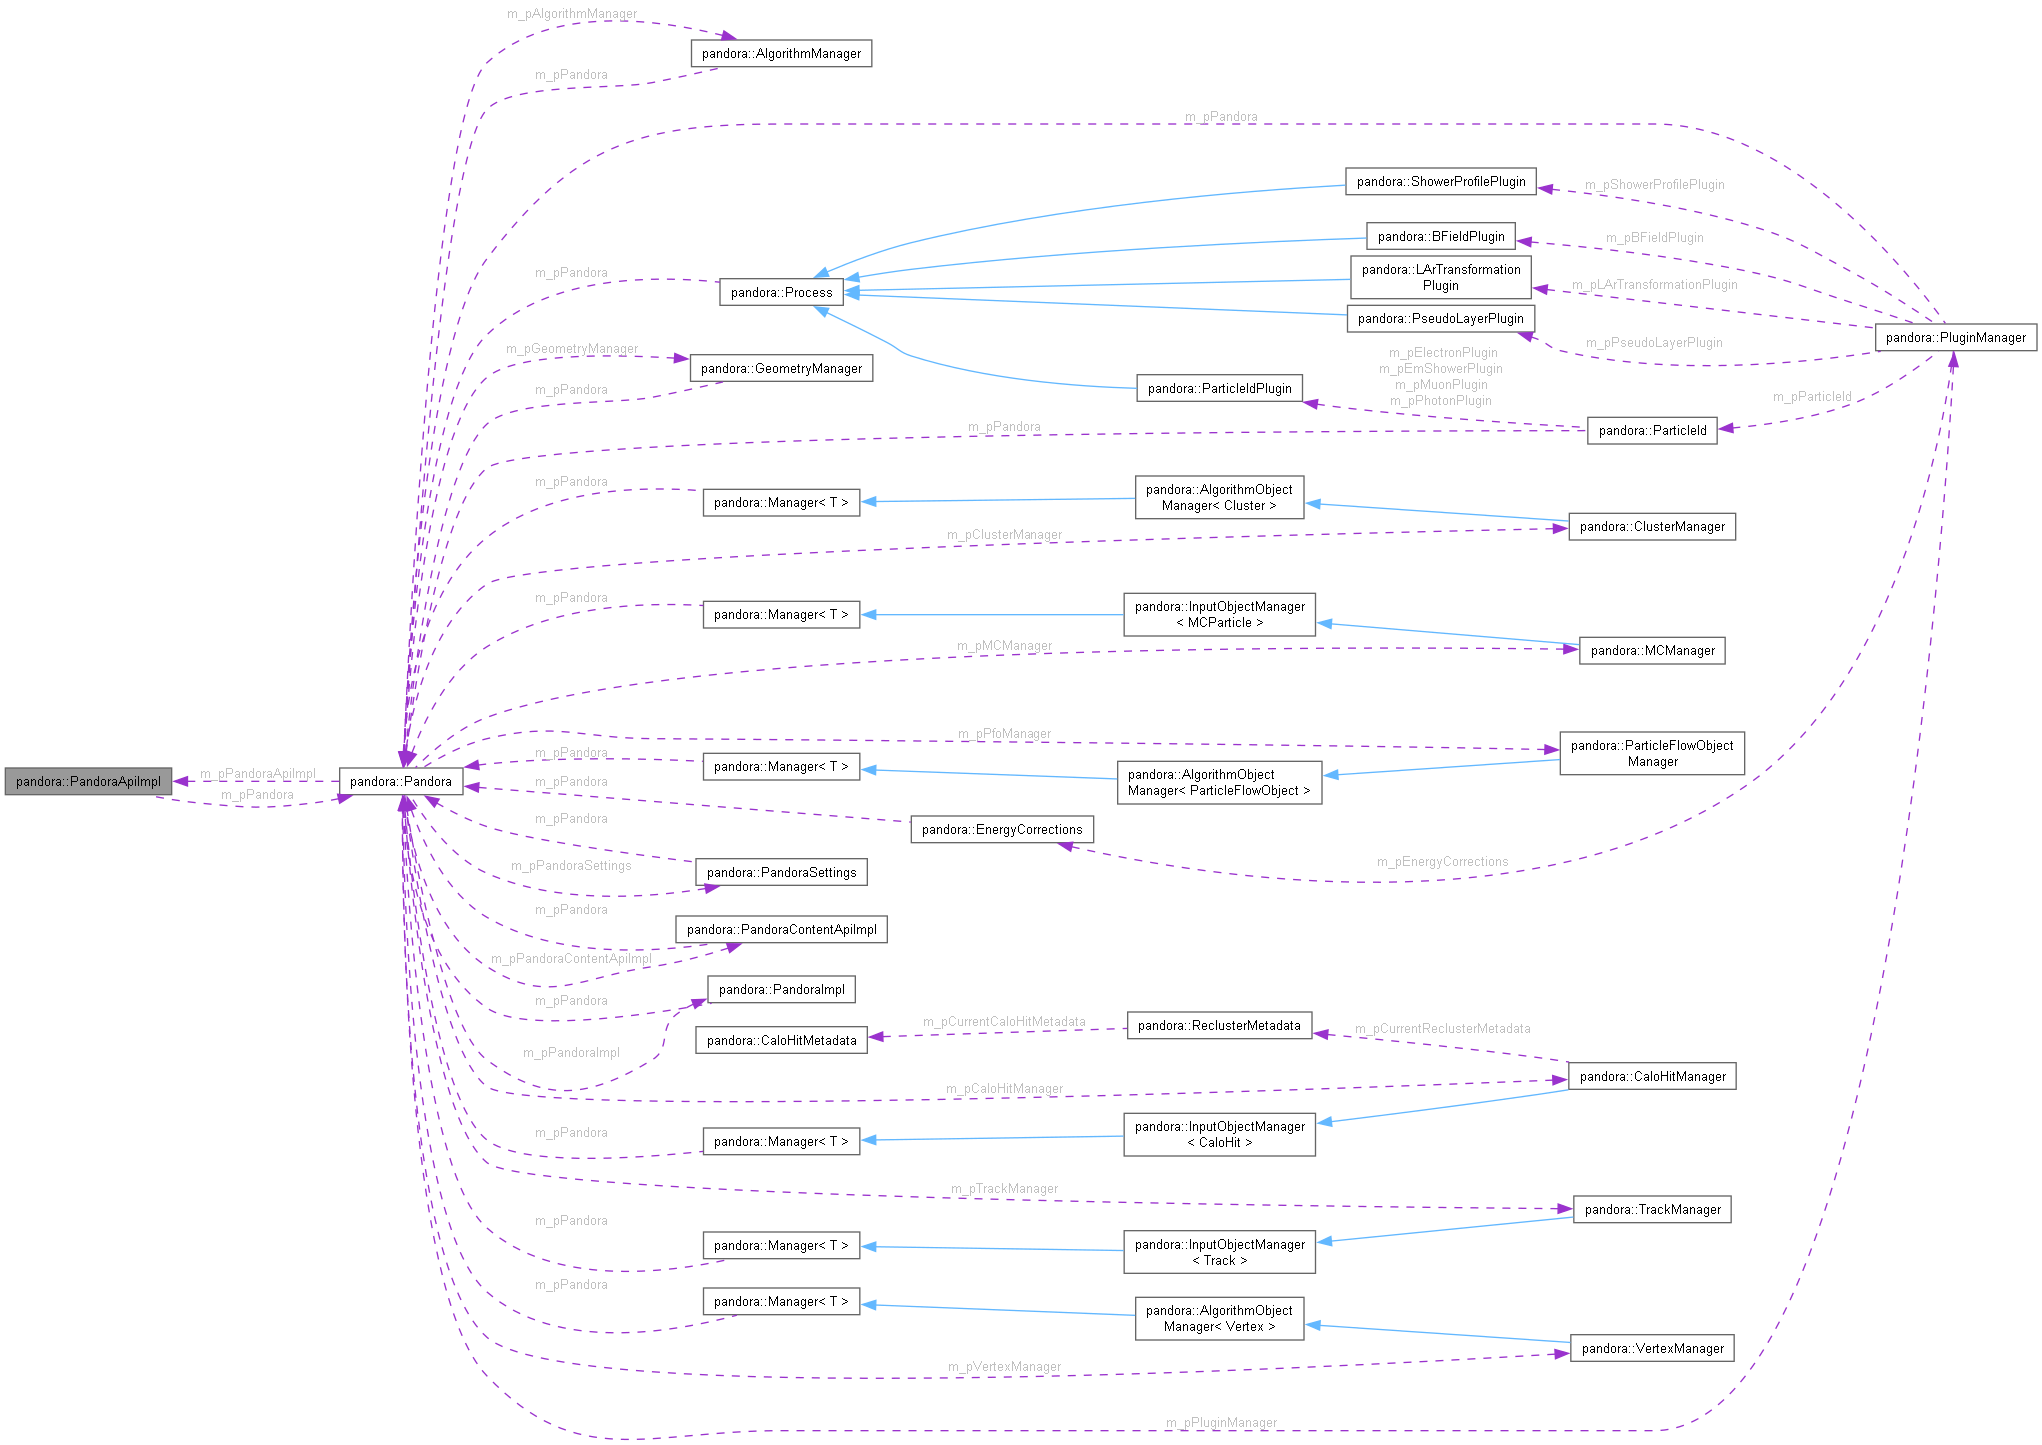 m_pAlgorithmManager
pandora::AlgorithmManager
m_pPandora
m_pPandora
pandora::ShowerProfilePlugin
m_pShowerProfilePlugin
pandora::BFieldPlugin
m_pBFieldPlugin
pandora::LArTransformation
Plugin
m_pLArTransformationPlugin
m_pPandora
pandora::Process
pandora::PseudoLayerPlugin
m_pPseudoLayerPlugin
pandora::PluginManager
m_pGeometryManager
pandora::GeometryManager
m_pPandora
m_pElectronPlugin
m_pEmShowerPlugin
m_pMuonPlugin
m_pPhotonPlugin
pandora::ParticleIdPlugin
m_pParticleId
m_pPandora
pandora::ParticleId
m_pPandora
pandora::Manager< T >
pandora::AlgorithmObject
Manager< Cluster >
pandora::ClusterManager
m_pClusterManager
m_pPandora
pandora::Manager< T >
pandora::InputObjectManager
< MCParticle >
m_pMCManager
pandora::MCManager
m_pPfoManager
pandora::ParticleFlowObject
Manager
m_pPandora
pandora::Manager< T >
pandora::AlgorithmObject
Manager< ParticleFlowObject >
pandora::PandoraApiImpl
m_pPandoraApiImpl
m_pPandora
pandora::Pandora
m_pPandora
pandora::EnergyCorrections
m_pEnergyCorrections
m_pPandora
m_pPandoraSettings
pandora::PandoraSettings
m_pPandora
pandora::PandoraContentApiImpl
m_pPandoraContentApiImpl
m_pPandora
pandora::PandoraImpl
m_pPandoraImpl
pandora::CaloHitMetadata
m_pCurrentCaloHitMetadata
pandora::ReclusterMetadata
m_pCurrentReclusterMetadata
pandora::CaloHitManager
m_pCaloHitManager
m_pPandora
pandora::Manager< T >
pandora::InputObjectManager
< CaloHit >
m_pTrackManager
pandora::TrackManager
m_pPandora
pandora::Manager< T >
pandora::InputObjectManager
< Track >
m_pPandora
pandora::Manager< T >
pandora::AlgorithmObject
Manager< Vertex >
pandora::VertexManager
m_pVertexManager
m_pPluginManager